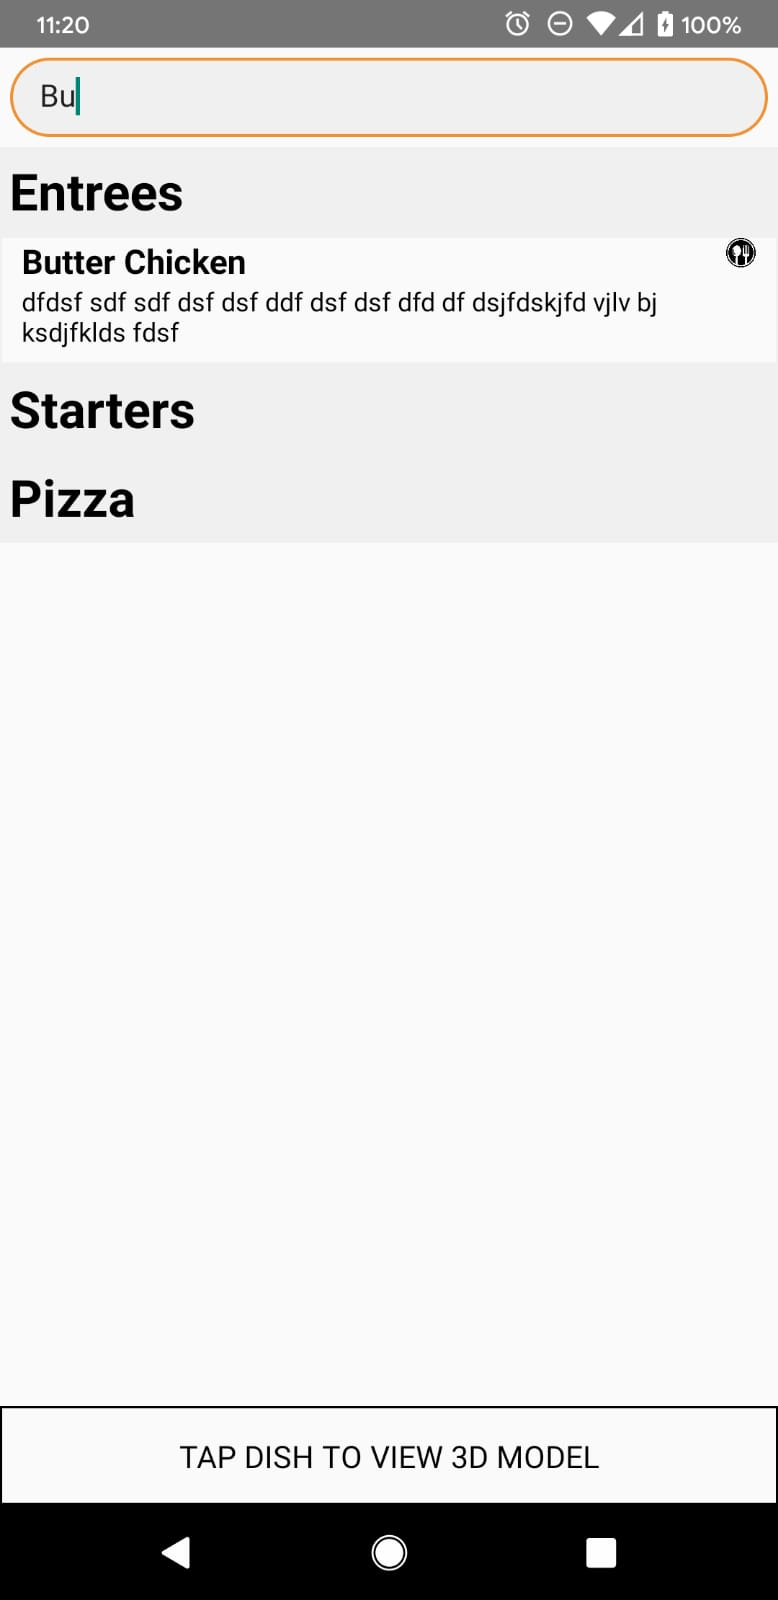 11:20
100%
Bu
Entrees
Butter Chicken
dfdsf sdf sdf dsf dsf ddf dsf dsf dfd df dsjfdskjfd vjlv bj
ksdjfklds fdsf
Starters
Pizza
TAP DISH TO VIEW 3D MODEL